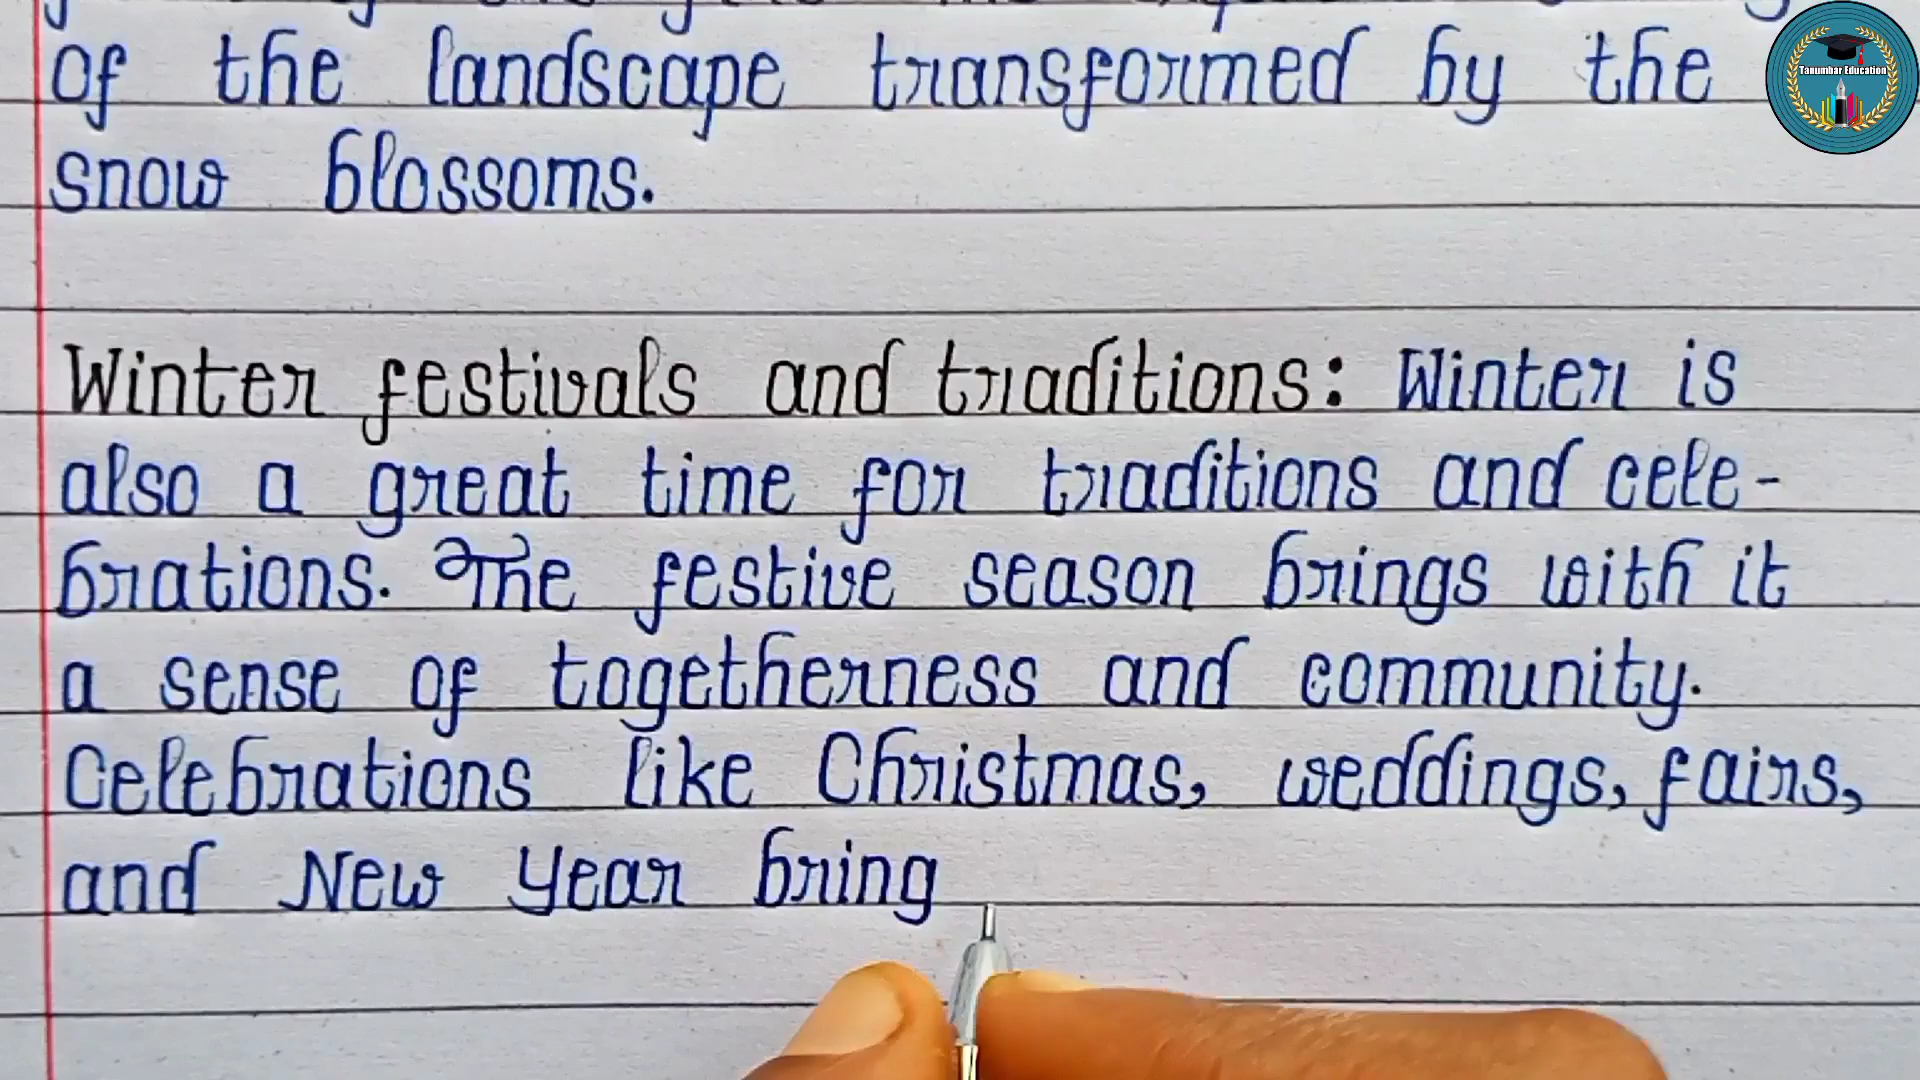 of the landscape transformed by the
Tanumbar Education
snow blossoms.
Winter festivals and traditions: Winter is
also a great time for traditions and cele-
brations. The festive season brings with it
a sense of togetherness and community.
Celebrations like Christmas, weddings, fairs,
and New Year bring